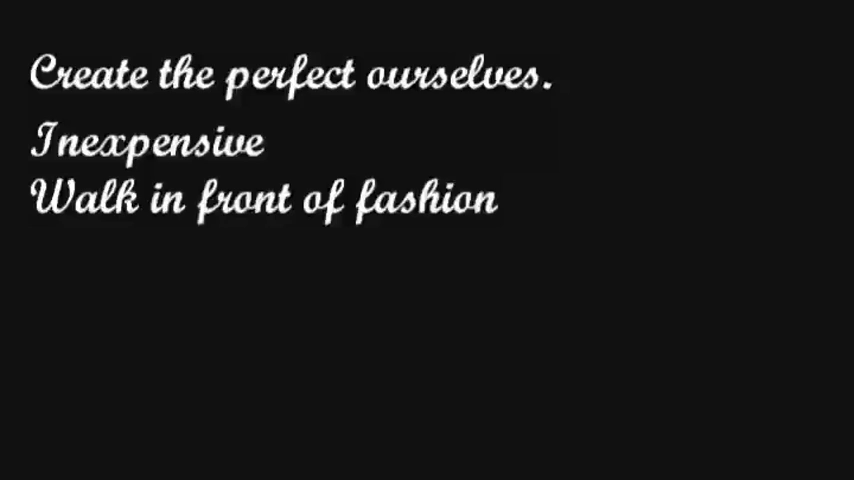 Create the perfect ourselves.
Inexpensive
Walk in front of fashion